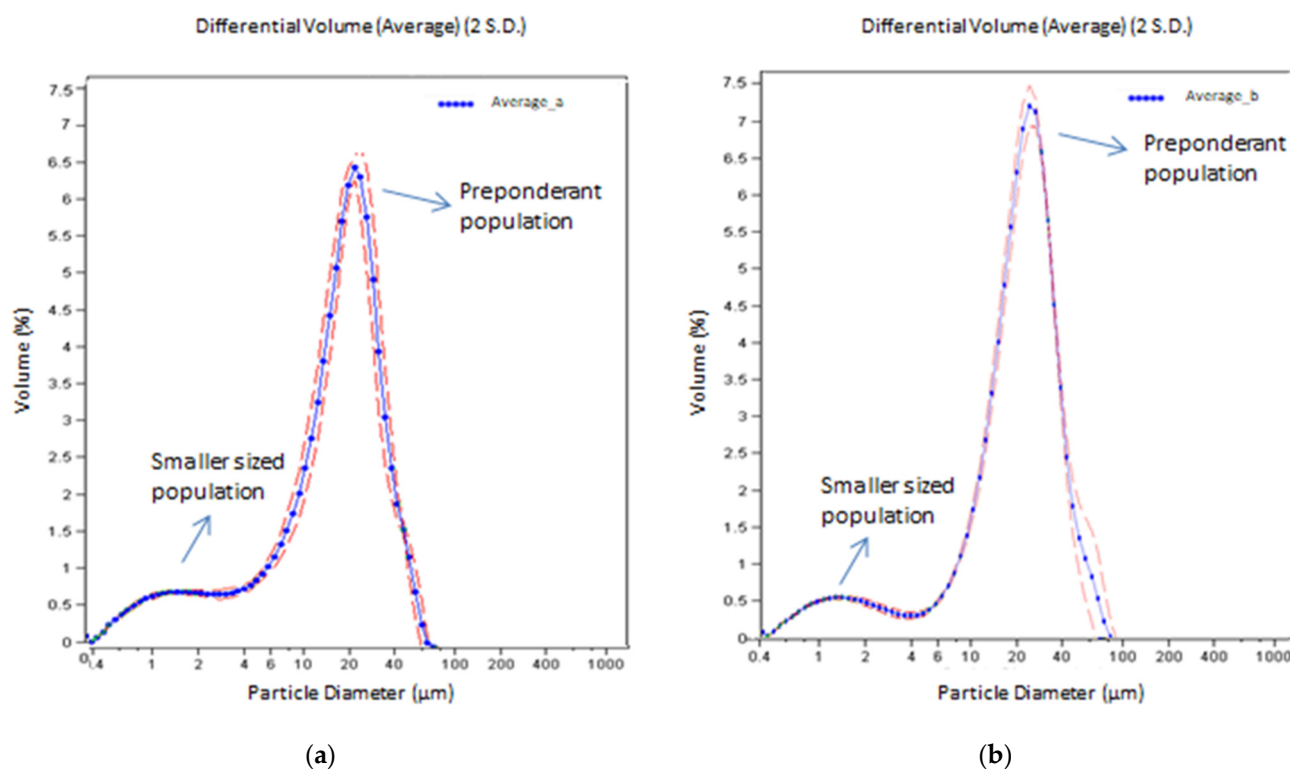 Differential Volume (Average) (2 S.D.)
7.5
7
6.5
6
5.5
5
4.5
4
3.5
3
2.5
2
1.5
1
0.5
0
Volume (%)
Average_a
Preponderant
population
Smaller sized
population
0.4 1 2 4 6 10 20 40 100 200 400 1000
Particle Diameter (µm)
(a)
Differential Volume (Average) (2 S.D.)
7.5
7
6.5
6
5.5
5
4.5
4
3.5
3
2.5
2
1.5
1
0.5
0
Volume (%)
Average_b
Preponderant
population
Smaller sized
population
0.4 1 2 4 6 10 20 40 100 200 400 1000
Particle Diameter (µm)
(b)